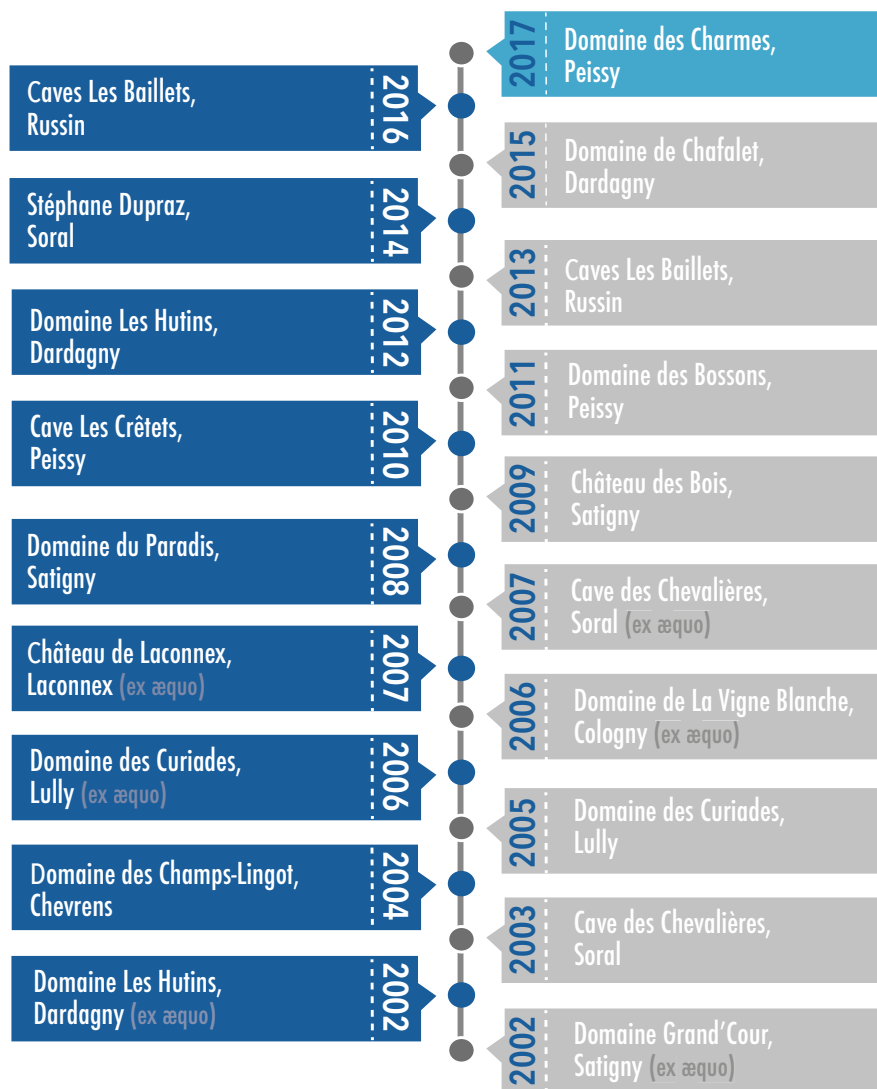 2017
Domaine des Charmes,
Peissy
Caves Les Baillets,
Russin
2016
2015
Domaine de Chafalet,
Dardagny
Stéphane Dupraz,
Soral
2014
2013
Caves Les Baillets,
Russin
Domaine Les Hutins,
Dardagny
2012
2011
Domaine des Bossons,
Peissy
Cave Les Crêtets,
Peissy
2010
2009
Château des Bois,
Satigny
Domaine du Paradis,
Satigny
2008
2007
Cave des Chevalières,
Soral (ex æquo)
Château de Laconnex,
Laconnex (ex æquo)
2007
2006
Domaine de La Vigne Blanche,
Cologny (ex æquo)
Domaine des Curiades,
Lully (ex æquo)
2006
2005
Domaine des Curiades,
Lully
Domaine des Champs-Lingot,
Chevrens
2004
2003
Cave des Chevalières,
Soral
Domaine Les Hutins,
Dardagny (ex æquo)
2002
2002
Domaine Grand'Cour,
Satigny (ex æquo)